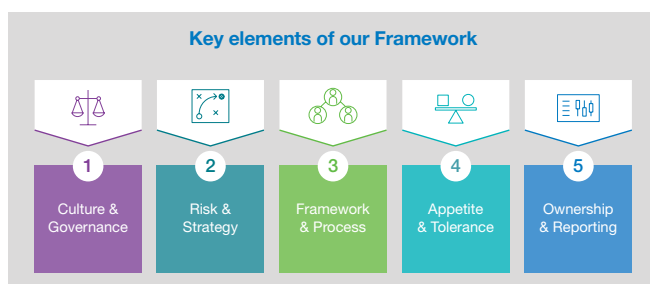 Key elements of our Framework
1
Culture &
Governance
2
Risk &
Strategy
3
Framework
& Process
4
Appetite
& Tolerance
5
Ownership
& Reporting